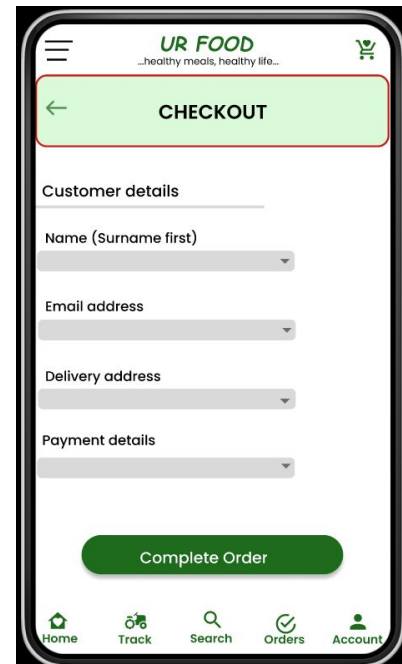 UR FOOD
...healthy meals, healthy life...
CHECKOUT
Customer details
Name (Surname first)
Email address
Delivery address
Payment details
Complete Order
Home Track Search Orders Account